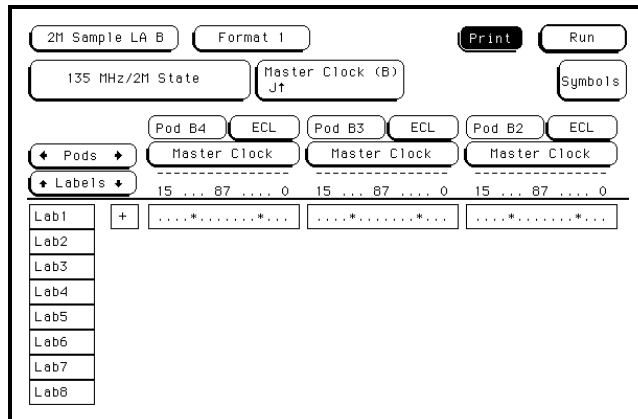 2M Sample LA B Format 1 Print Run
135 MHz/2M State Master Clock (B) J↑ Symbols
Pod B4 ECL Pod B3 ECL Pod B2 ECL
← Pods → Master Clock Master Clock Master Clock
↑ Labels ↓ 15 ... 87 .... 0 15 ... 87 .... 0 15 ... 87 .... 0
Lab1 + ....*.......*... ....*.......*... ....*.......*...
Lab2
Lab3
Lab4
Lab5
Lab6
Lab7
Lab8